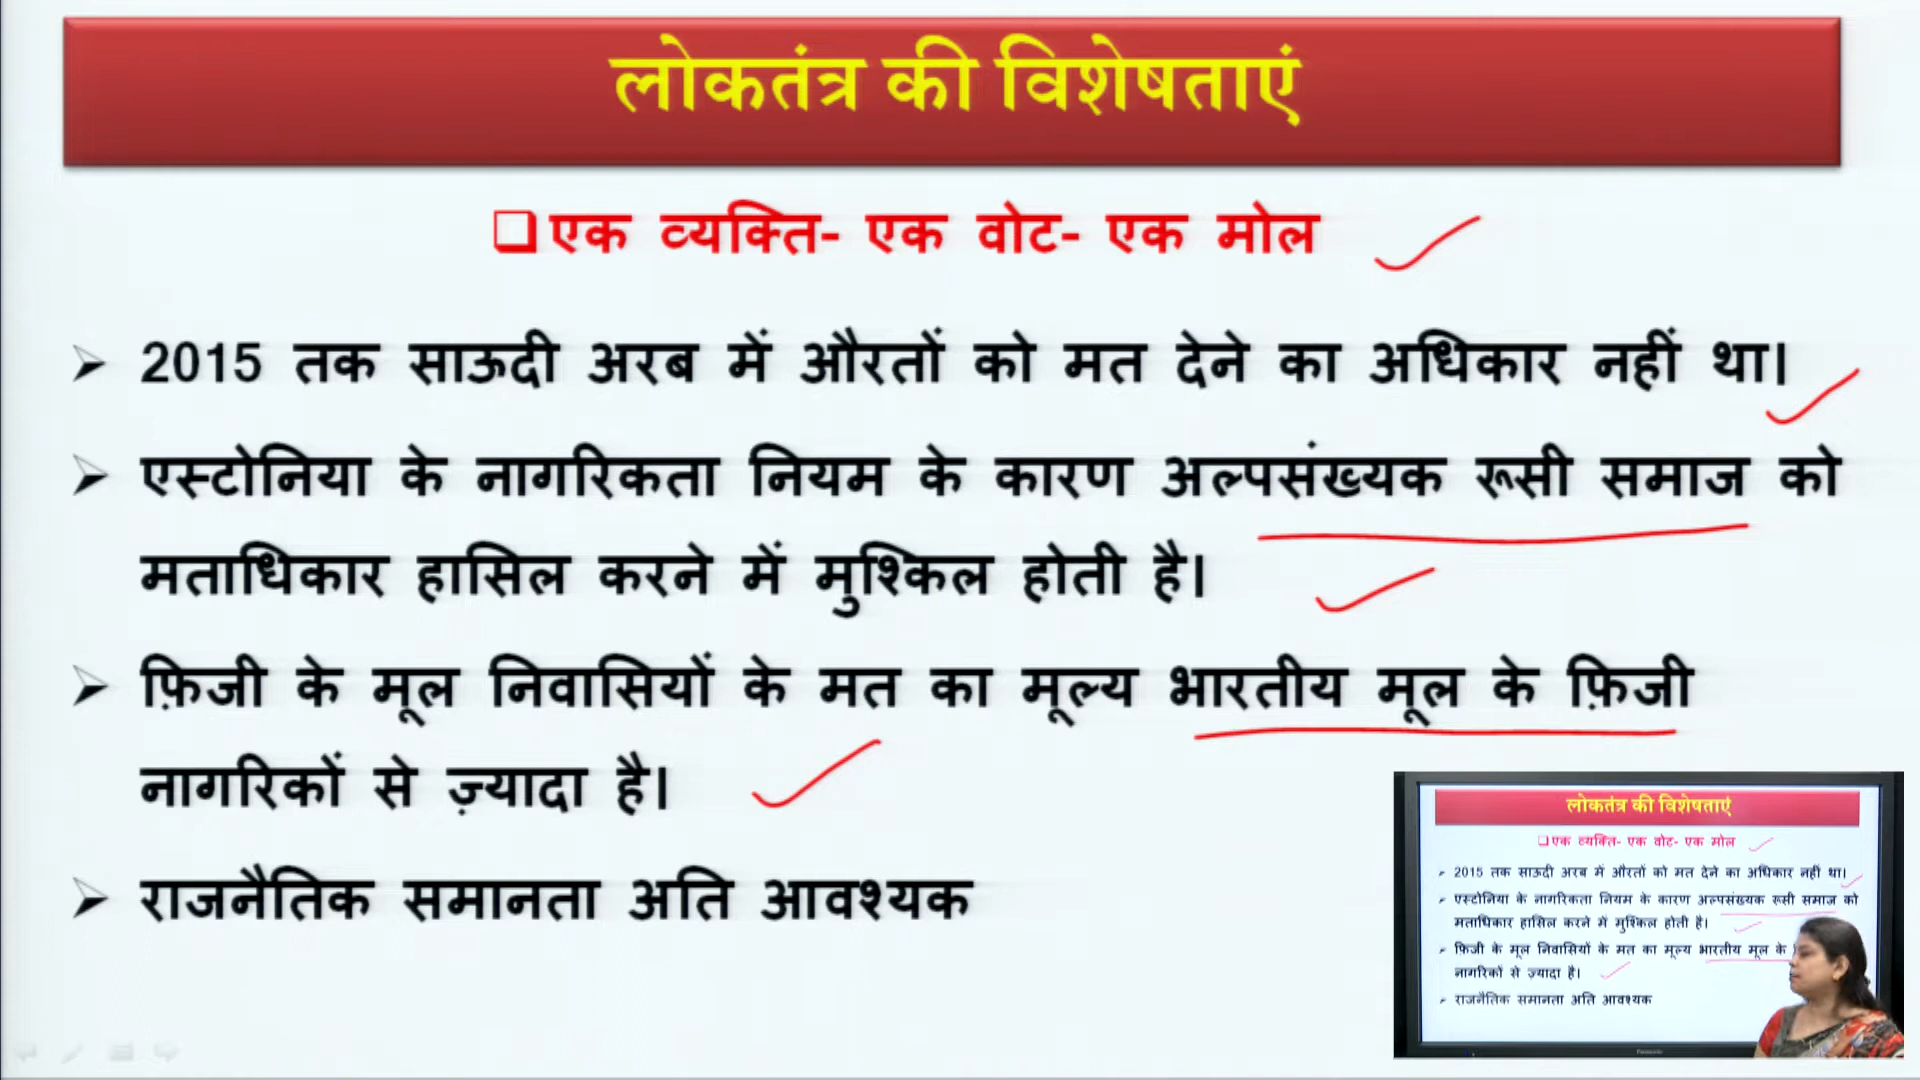 लोकतंत्र की विशेषताएं
एक व्यक्ति- एक वोट- एक मोल
2015 तक साऊदी अरब में औरतों को मत देने का अधिकार नहीं था।
एस्टोनिया के नागरिकता नियम के कारण अल्पसंख्यक रूसी समाज को
मताधिकार हासिल करने में मुश्किल होती है।
फ़िजी के मूल निवासियों के मत का मूल्य भारतीय मूल के फ़िजी
नागरिकों से ज़्यादा है।
राजनैतिक समानता अति आवश्यक
लोकतंत्र की विशेषताएं
एक व्यक्ति- एक वोट- एक मोल
2015 तक साऊदी अरब में औरतों को मत देने का अधिकार नहीं था।
एस्टोनिया के नागरिकता नियम के कारण अल्पसंख्यक रूसी समाज को
मताधिकार हासिल करने में मुश्किल होती है।
फ़िजी के मूल निवासियों के मत का मूल्य भारतीय मूल के
नागरिकों से ज़्यादा है।
राजनैतिक समानता अति आवश्यक
Panasonic